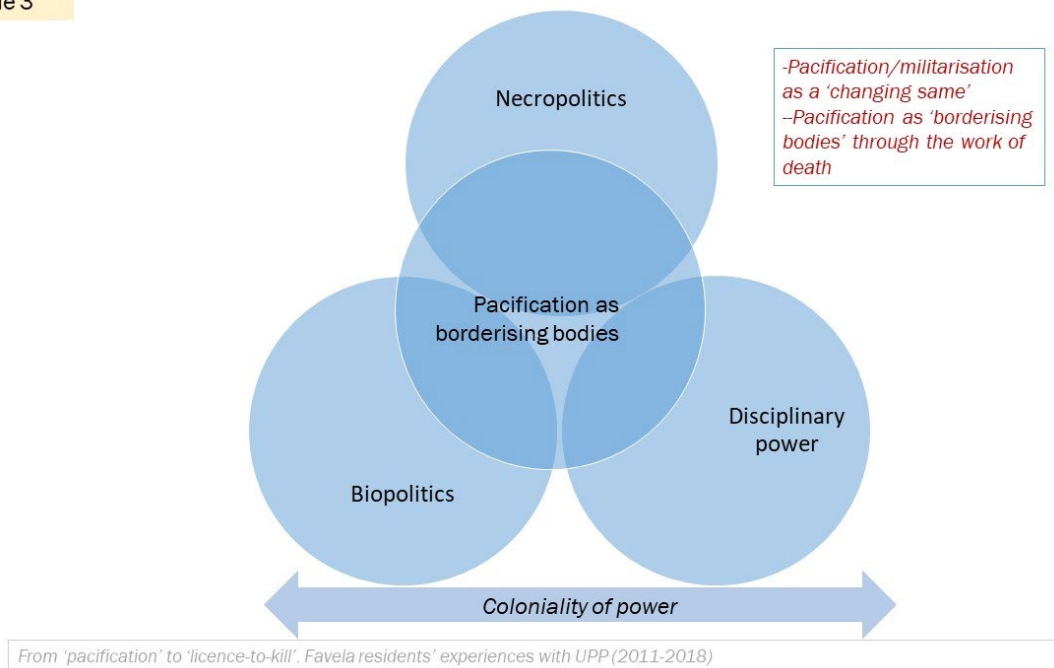 Necropolitics
-Pacification/militarisation
as a ‘changing same’
--Pacification as ‘borderising
bodies’ through the work of
death
Pacification as
borderising bodies
Disciplinary
power
Biopolitics
Coloniality of power
From ‘pacification’ to ‘licence-to-kill’. Favela residents’ experiences with UPP (2011-2018)